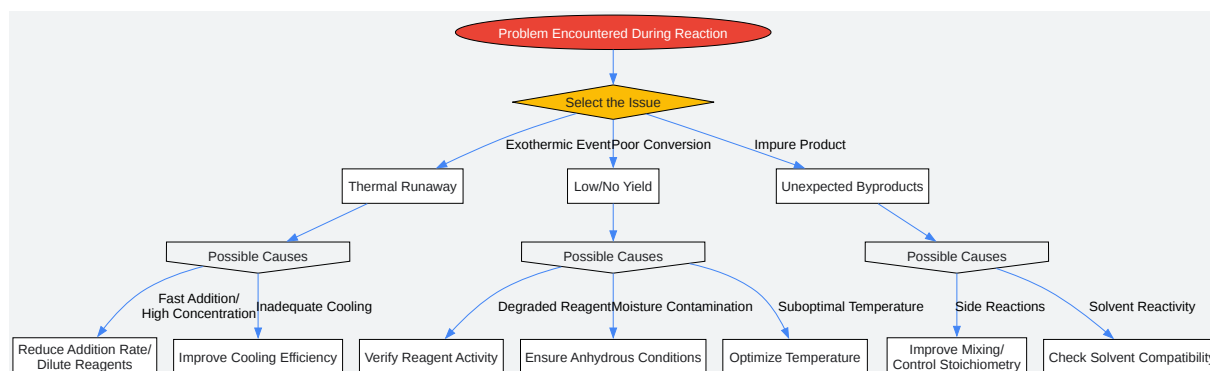 Problem Encountered During Reaction
Select the Issue
Exothermic Event
Poor Conversion
Impure Product
Thermal Runaway
Low/No Yield
Unexpected Byproducts
Possible Causes
Possible Causes
Possible Causes
Fast Addition/
High Concentration
Inadequate Cooling
Degraded Reagent
Moisture Contamination
Suboptimal Temperature
Side Reactions
Solvent Reactivity
Reduce Addition Rate/
Dilute Reagents
Improve Cooling Efficiency
Verify Reagent Activity
Ensure Anhydrous Conditions
Optimize Temperature
Improve Mixing/
Control Stoichiometry
Check Solvent Compatibility